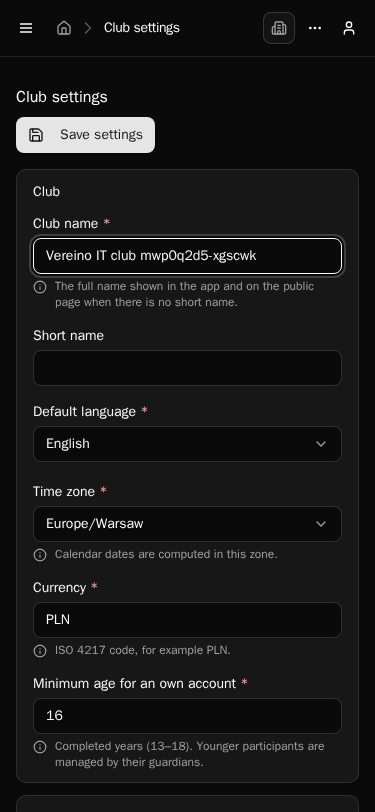 Club settings
Club settings
Save settings
Club
Club name *
Vereino IT club mwp0q2d5-xgscwk
The full name shown in the app and on the public
page when there is no short name.
Short name
Default language *
English
Time zone *
Europe/Warsaw
Calendar dates are computed in this zone.
Currency *
PLN
ISO 4217 code, for example PLN.
Minimum age for an own account *
16
Completed years (13–18). Younger participants are
managed by their guardians.